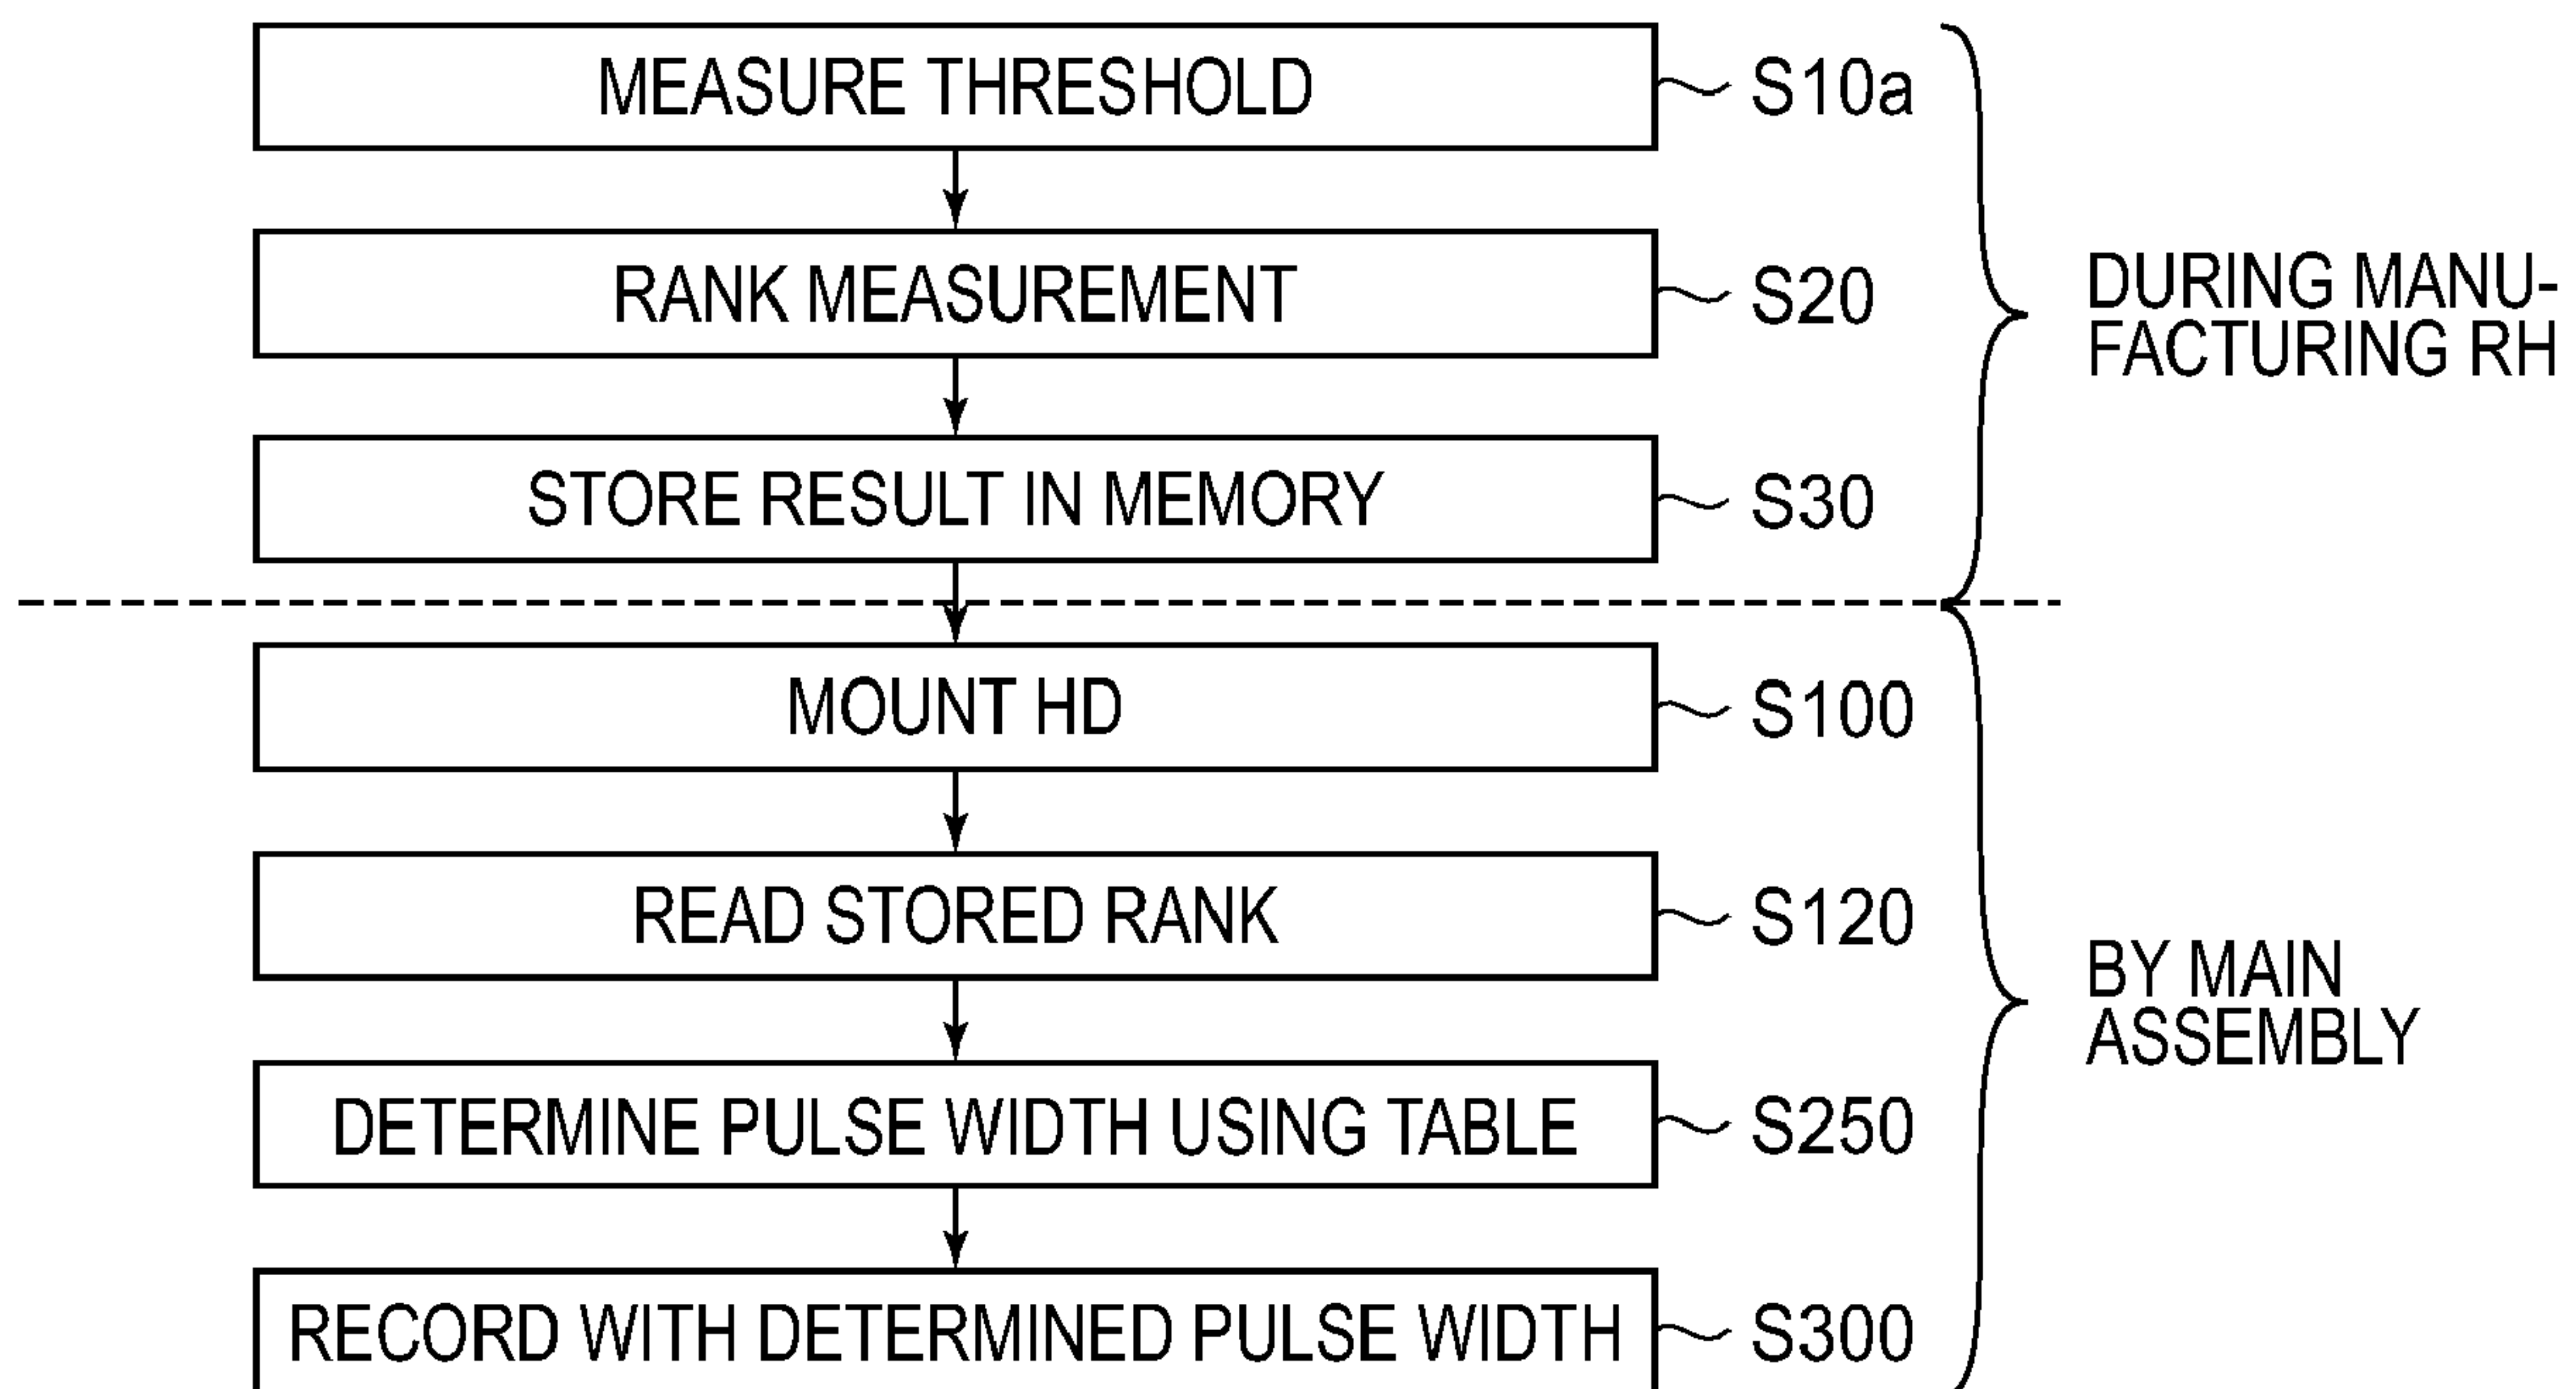 MEASURE THRESHOLD
S10a
RANK MEASUREMENT
S20
DURING MANU-
FACTURING RH
STORE RESULT IN MEMORY
S30
MOUNT HD
S100
READ STORED RANK
S120
BY MAIN
ASSEMBLY
DETERMINE PULSE WIDTH USING TABLE
S250
RECORD WITH DETERMINED PULSE WIDTH
S300